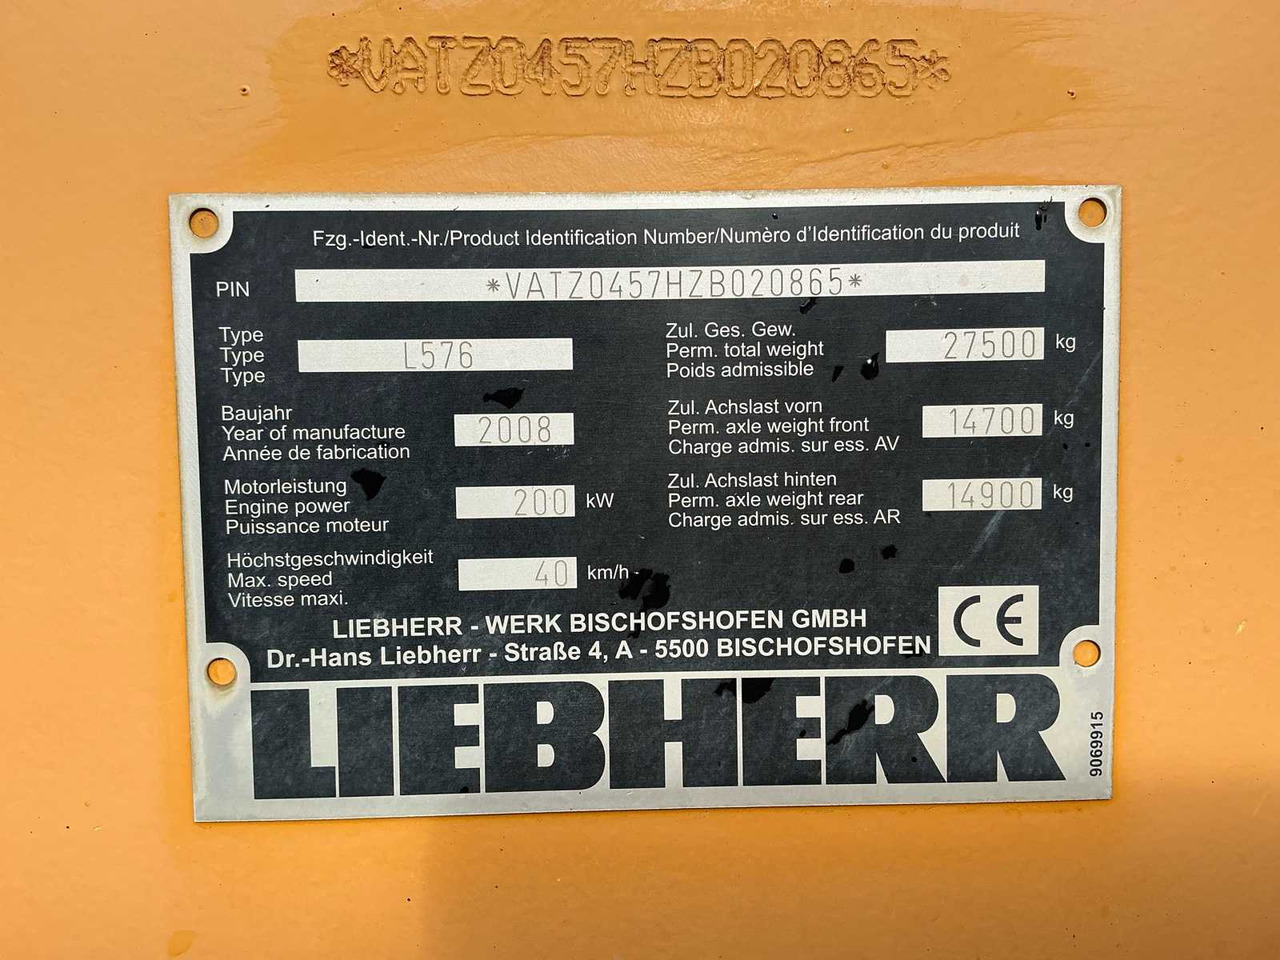 *VATZ0457HZB020865*
Fzg.-Ident.-Nr./Product Identification Number/Numèro d'Identification du produit
PIN *VATZ0457HZB020865*
Type
Type L576
Type
Baujahr
Year of manufacture 2008
Année de fabrication
Motorleistung
Engine power 200 kW
Puissance moteur
Höchstgeschwindigkeit
Max. speed 40 km/h
Vitesse maxi.
Zul. Ges. Gew.
Perm. total weight 27500 kg
Poids admissible
Zul. Achslast vorn
Perm. axle weight front 14700 kg
Charge admis. sur ess. AV
Zul. Achslast hinten
Perm. axle weight rear 14900 kg
Charge admis. sur ess. AR
LIEBHERR - WERK BISCHOFSHOFEN GMBH
Dr.-Hans Liebherr - Straße 4, A - 5500 BISCHOFSHOFEN
CE
LIEBHERR
9069915